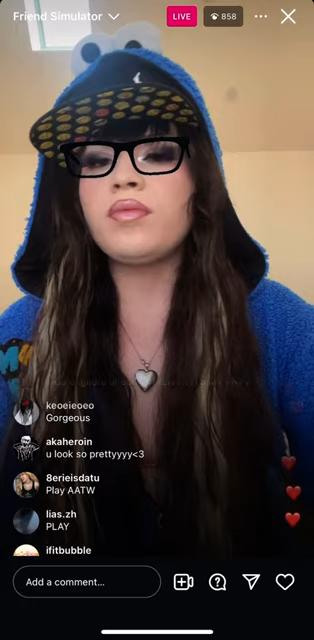 Friend Simulator
LIVE
858
keoeieoeo
Gorgeous
akaheroin
u look so prettyyyy<3
8erieisdatu
Play AATW
lias.zh
PLAY
ifitbubble
Add a comment...